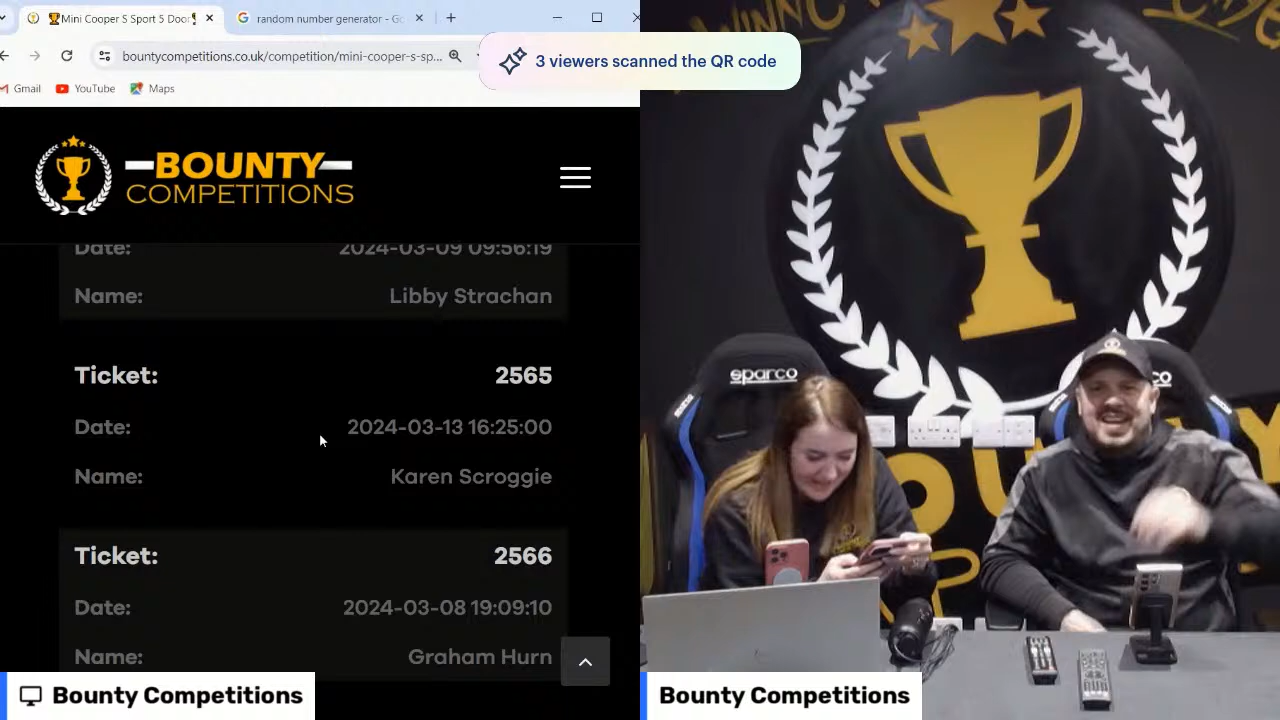 Mini Cooper S Sport 5 Door
random number generator - Go
bountycompetitions.co.uk/competition/mini-cooper-s-sp...
3 viewers scanned the QR code
Gmail
YouTube
Maps
BOUNTY
COMPETITIONS
Date:
2024-03-09 09:56:19
Name:
Libby Strachan
Ticket:
2565
Date:
2024-03-13 16:25:00
Name:
Karen Scroggie
Ticket:
2566
Date:
2024-03-08 19:09:10
Name:
Graham Hurn
Bounty Competitions
sparco
co
Bounty Competitions